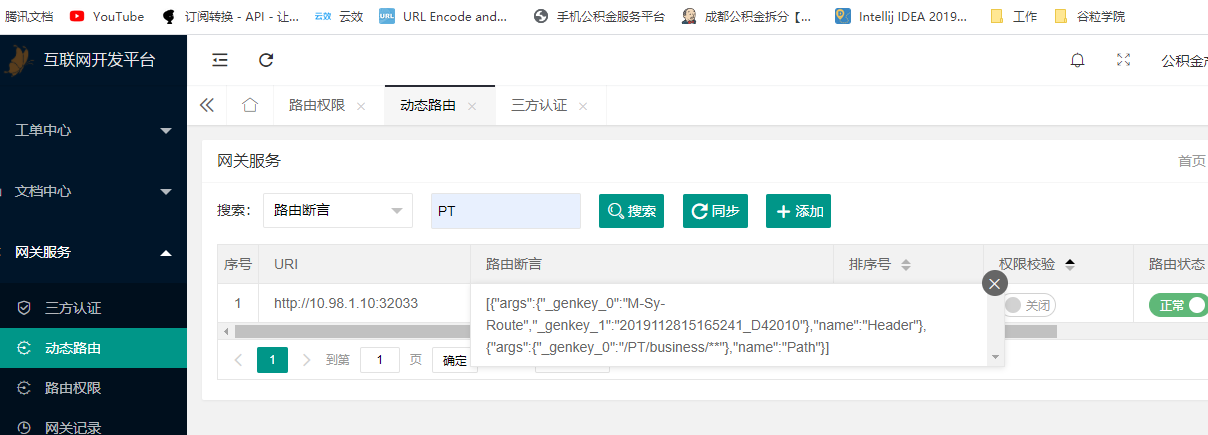 腾讯文档 YouTube 订阅转换 - API - 让... 云效 云效 URL URL Encode and... 手机公积金服务平台 成都公积金拆分【... Intellij IDEA 2019... 工作 谷粒学院
互联网开发平台 公积金
路由权限 动态路由 三方认证
工单中心
文档中心
网关服务
三方认证
动态路由
路由权限
网关记录
网关服务 首页
搜索: 路由断言 PT 搜索 同步 添加
序号 URI 路由断言 排序号 权限校验 路由状态
1 http://10.98.1.10:32033 关闭 正常
[{"args":{"_genkey_0":"M-Sy-
Route","_genkey_1":"2019112815165241_D42010"},"name":"Header"},
{"args":{"_genkey_0":"/PT/business/**"},"name":"Path"}]
1 到第 1 页 确定